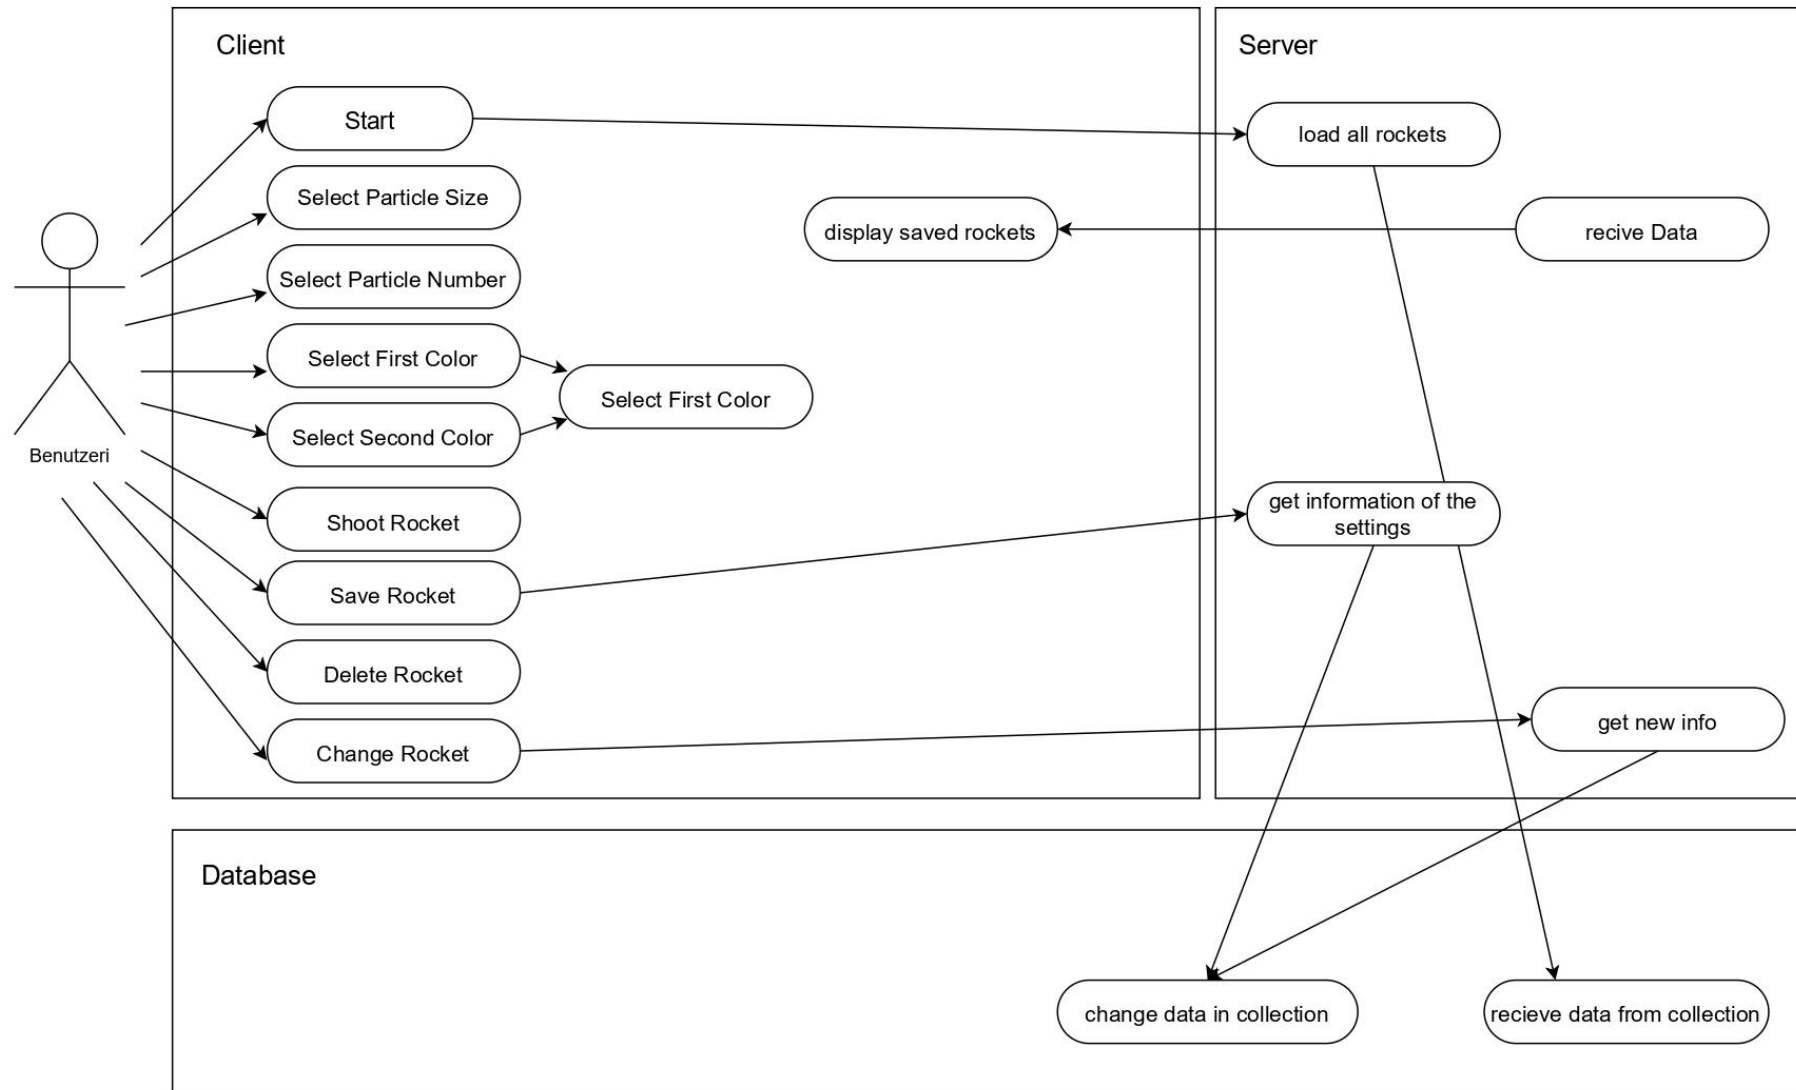 Client
Server
Start
load all rockets
Select Particle Size
display saved rockets
recive Data
Select Particle Number
Select First Color
Select First Color
Select Second Color
Benutzeri
get information of the
settings
Shoot Rocket
Save Rocket
Delete Rocket
get new info
Change Rocket
Database
change data in collection
recieve data from collection